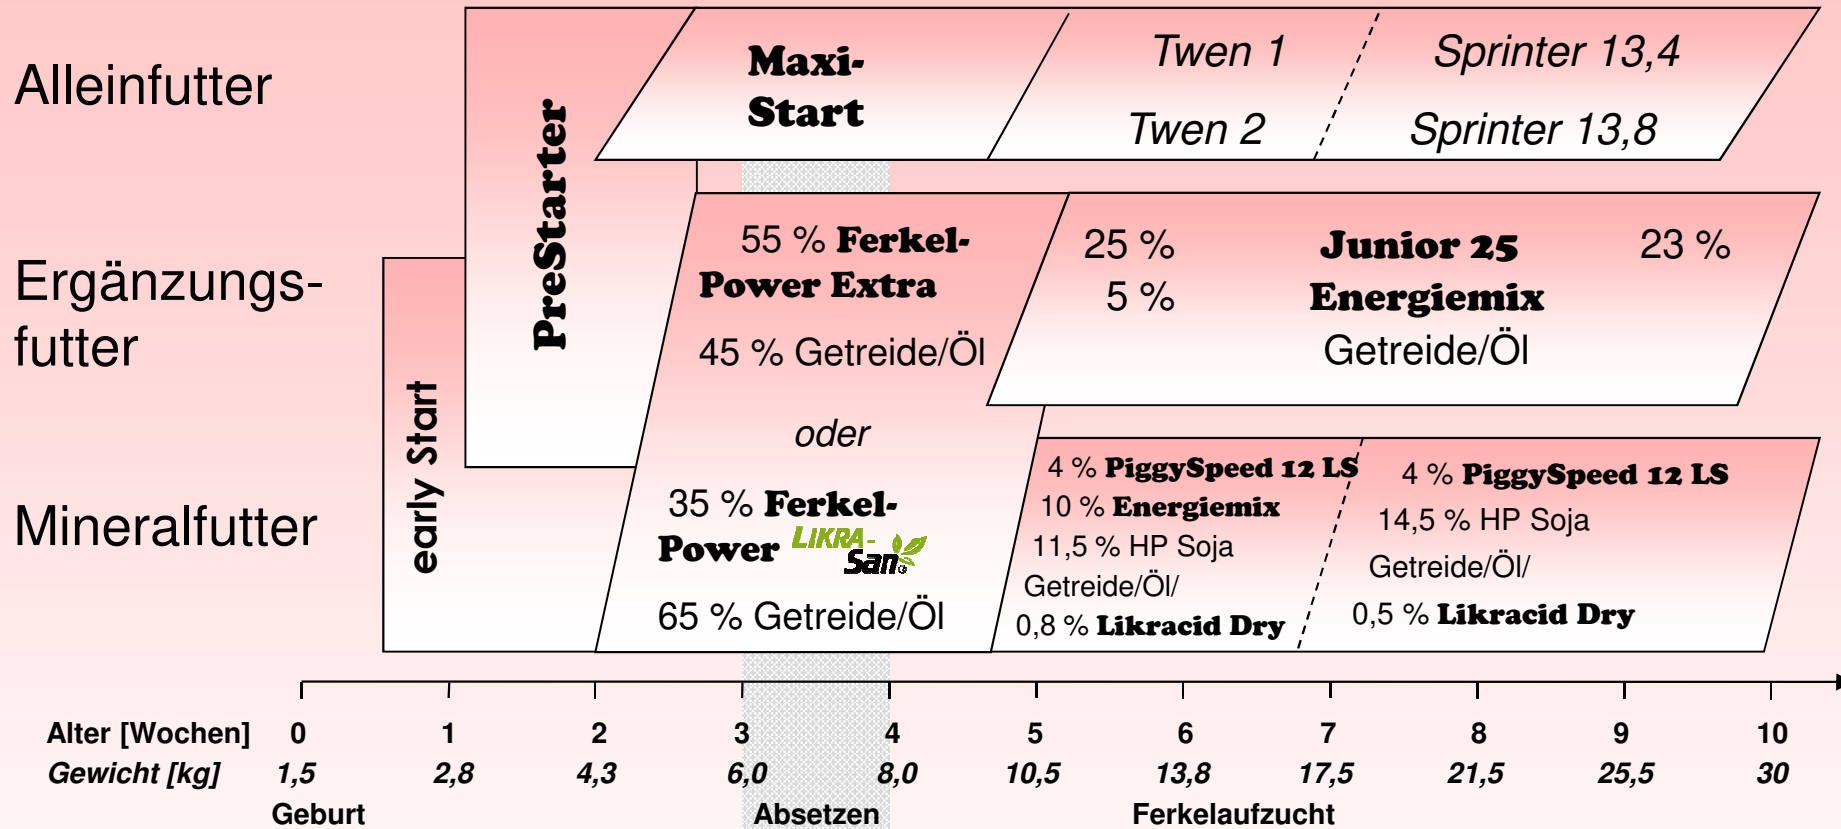 Alleinfutter
Ergänzungs-
futter
Mineralfutter
early Start
PreStarter
Maxi-
Start
Twen 1
Twen 2
Sprinter 13,4
Sprinter 13,8
55 % Ferkel-
Power Extra
45 % Getreide/Öl
oder
35 % Ferkel-
Power LIKRA-
San®
65 % Getreide/Öl
25 % Junior 25 23 %
5 % Energiemix
Getreide/Öl
4 % PiggySpeed 12 LS
10 % Energiemix
11,5 % HP Soja
Getreide/Öl/
0,8 % Likracid Dry
4 % PiggySpeed 12 LS
14,5 % HP Soja
Getreide/Öl/
0,5 % Likracid Dry
Alter [Wochen] 0 1 2 3 4 5 6 7 8 9 10
Gewicht [kg] 1,5 2,8 4,3 6,0 8,0 10,5 13,8 17,5 21,5 25,5 30
Geburt Absetzen Ferkelaufzucht